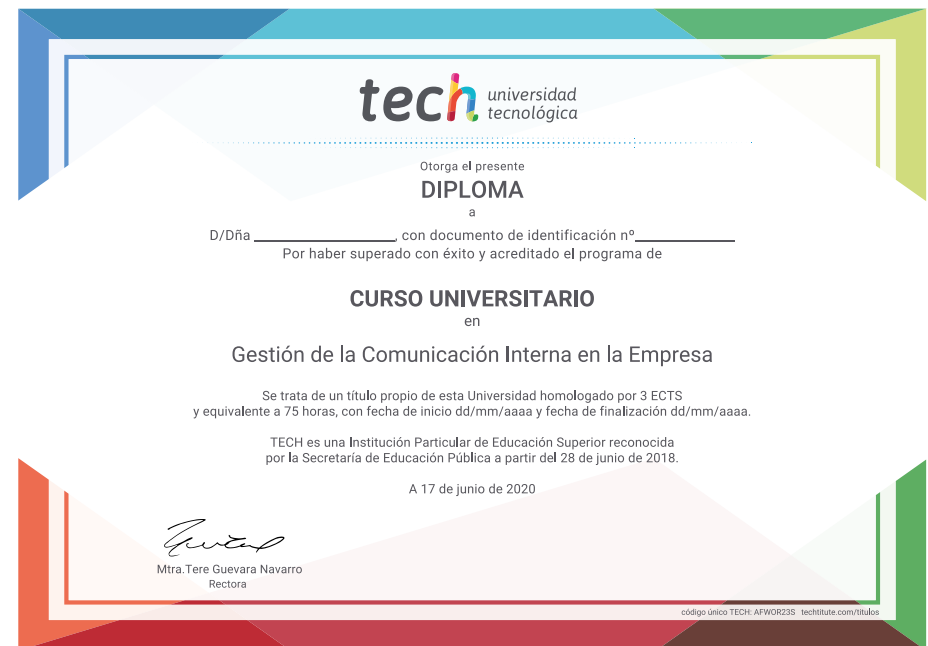 tech universidad
tecnológica
Otorga el presente
DIPLOMA
a
D/Dña ____________________, con documento de identificación nº______________
Por haber superado con éxito y acreditado el programa de
CURSO UNIVERSITARIO
en
Gestión de la Comunicación Interna en la Empresa
Se trata de un título propio de esta Universidad homologado por 3 ECTS
y equivalente a 75 horas, con fecha de inicio dd/mm/aaaa y fecha de finalización dd/mm/aaaa.
TECH es una Institución Particular de Educación Superior reconocida
por la Secretaría de Educación Pública a partir del 28 de junio de 2018.
A 17 de junio de 2020
Mtra.Tere Guevara Navarro
Rectora
código único TECH: AFWOR23S techtitute.com/titulos